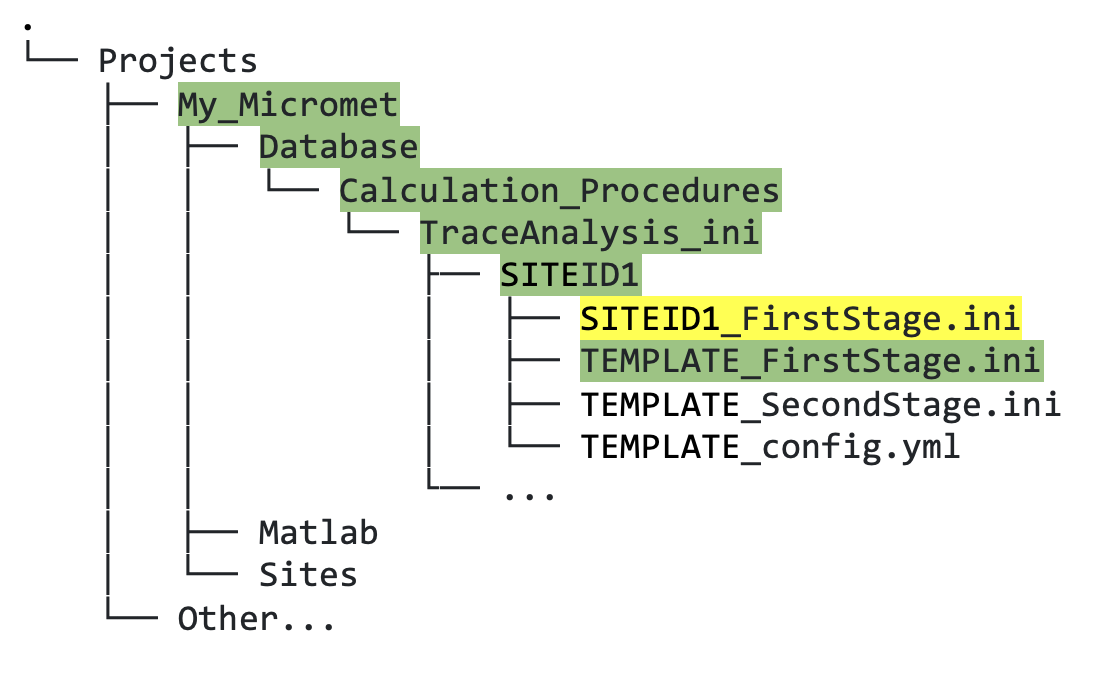 .
Projects
My_Micromet
Database
Calculation_Procedures
TraceAnalysis_ini
SITEID1
SITEID1_FirstStage.ini
TEMPLATE_FirstStage.ini
TEMPLATE_SecondStage.ini
TEMPLATE_config.yml
...
Matlab
Sites
Other...